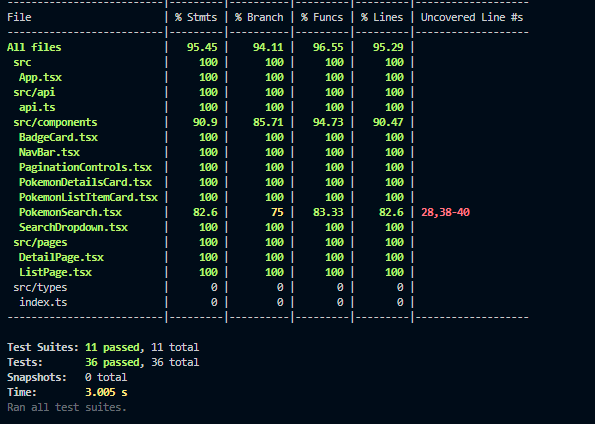 --------------------------|---------|----------|---------|---------|-------------------
File                      | % Stmts | % Branch | % Funcs | % Lines | Uncovered Line #s
--------------------------|---------|----------|---------|---------|-------------------
All files                 |   95.45 |    94.11 |   96.55 |   95.29 |
 src                      |     100 |      100 |     100 |     100 |
  App.tsx                 |     100 |      100 |     100 |     100 |
 src/api                  |     100 |      100 |     100 |     100 |
  api.ts                  |     100 |      100 |     100 |     100 |
 src/components           |    90.9 |    85.71 |   94.73 |   90.47 |
  BadgeCard.tsx           |     100 |      100 |     100 |     100 |
  NavBar.tsx              |     100 |      100 |     100 |     100 |
  PaginationControls.tsx  |     100 |      100 |     100 |     100 |
  PokemonDetailsCard.tsx  |     100 |      100 |     100 |     100 |
  PokemonListItemCard.tsx |     100 |      100 |     100 |     100 |
  PokemonSearch.tsx       |    82.6 |       75 |   83.33 |    82.6 | 28,38-40
  SearchDropdown.tsx      |     100 |      100 |     100 |     100 |
 src/pages                |     100 |      100 |     100 |     100 |
  DetailPage.tsx          |     100 |      100 |     100 |     100 |
  ListPage.tsx            |     100 |      100 |     100 |     100 |
 src/types                |       0 |        0 |       0 |       0 |
  index.ts                |       0 |        0 |       0 |       0 |
--------------------------|---------|----------|---------|---------|-------------------
Test Suites: 11 passed, 11 total
Tests:       36 passed, 36 total
Snapshots:   0 total
Time:        3.005 s
Ran all test suites.